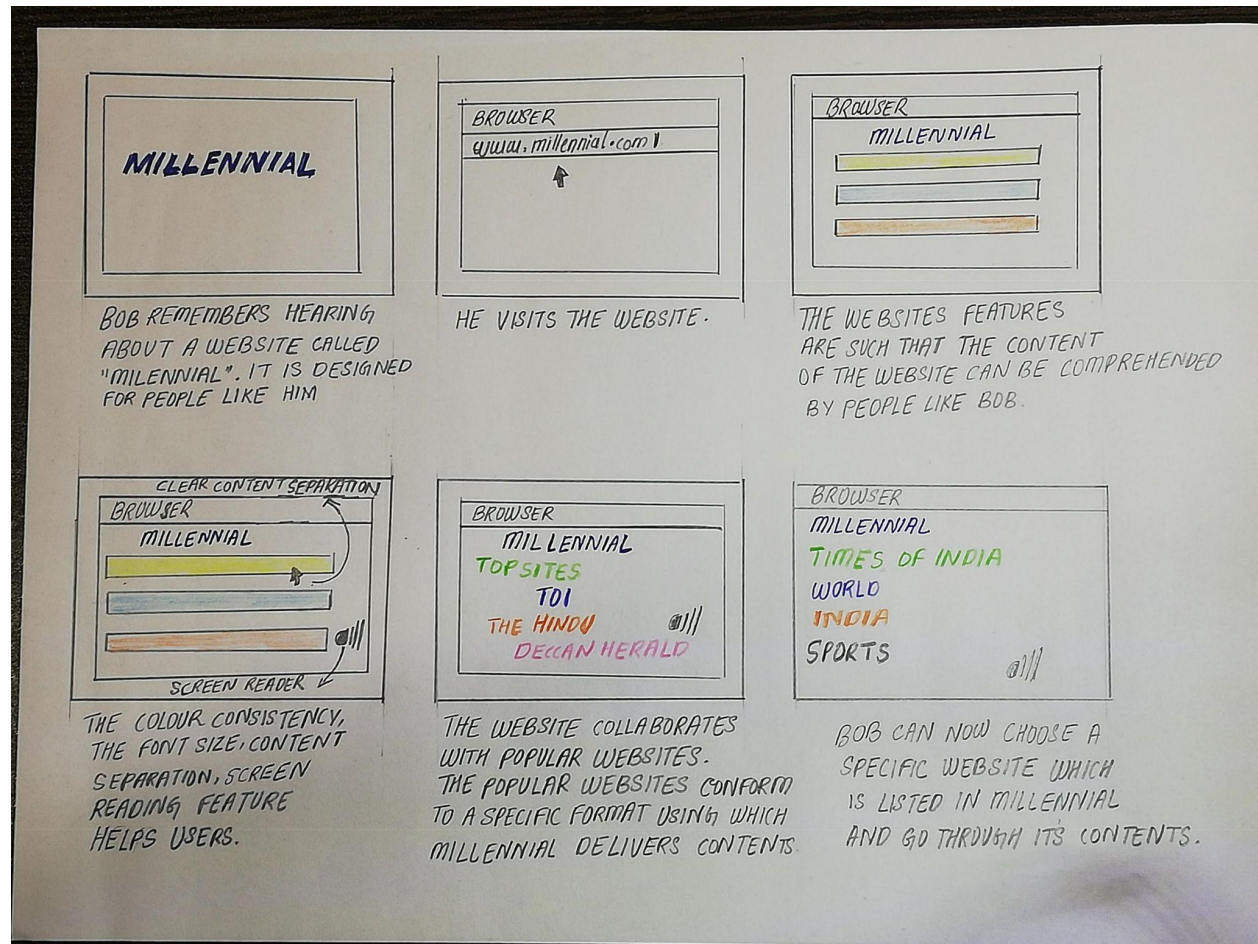 MILLENNIAL
BOB REMEMBERS HEARING
ABOUT A WEBSITE CALLED
"MILENNIAL". IT IS DESIGNED
FOR PEOPLE LIKE HIM
BROWSER
www.millennial.com
HE VISITS THE WEBSITE.
BROWSER
MILLENNIAL
THE WEBSITES FEATURES
ARE SUCH THAT THE CONTENT
OF THE WEBSITE CAN BE COMPREHENDED
BY PEOPLE LIKE BOB.
CLEAR CONTENT SEPARATION
BROWSER
MILLENNIAL
SCREEN READER
THE COLOUR CONSISTENCY,
THE FONT SIZE, CONTENT
SEPARATION, SCREEN
READING FEATURE
HELPS USERS.
BROWSER
MILLENNIAL
TOPSITES
TOI
THE HINDU
DECCAN HERALD
THE WEBSITE COLLABORATES
WITH POPULAR WEBSITES.
THE POPULAR WEBSITES CONFORM
TO A SPECIFIC FORMAT USING WHICH
MILLENNIAL DELIVERS CONTENTS.
BROWSER
MILLENNIAL
TIMES OF INDIA
WORLD
INDIA
SPORTS
BOB CAN NOW CHOOSE A
SPECIFIC WEBSITE WHICH
IS LISTED IN MILLENNIAL
AND GO THROUGH IT'S CONTENTS.